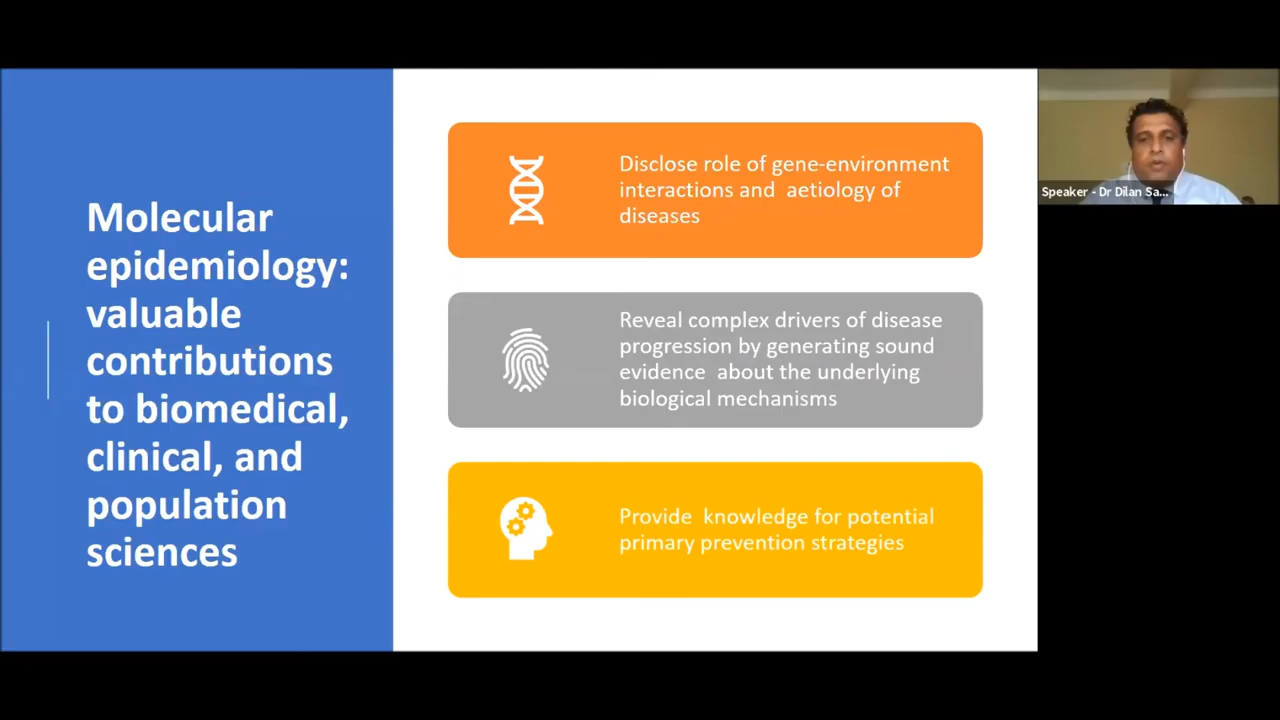 Molecular
epidemiology:
valuable
contributions
to biomedical,
clinical, and
population
sciences
Disclose role of gene-environment
interactions and  aetiology of
diseases
Reveal complex drivers of disease
progression by generating sound
evidence  about the underlying
biological mechanisms
Provide  knowledge for potential
primary prevention strategies
Speaker - Dr Dilan Sa...